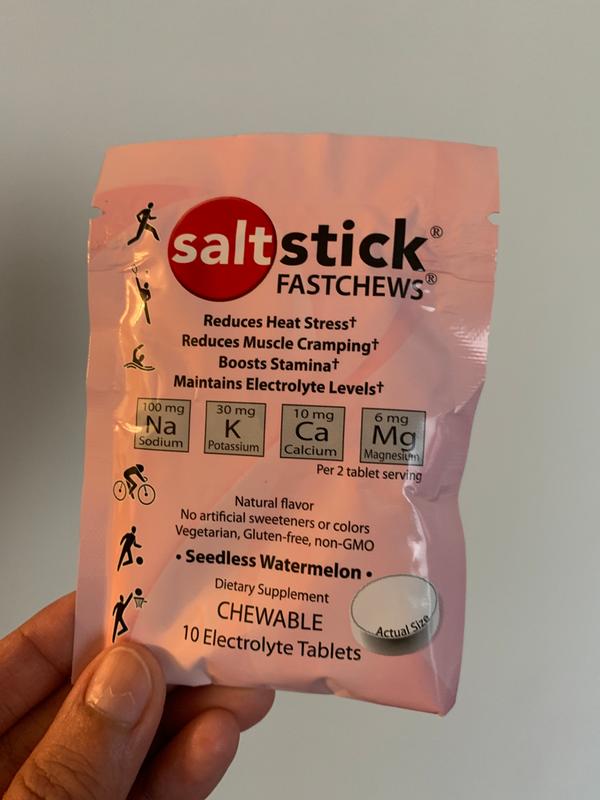 saltstick®
FASTCHEWS®
Reduces Heat Stress†
Reduces Muscle Cramping†
Boosts Stamina†
Maintains Electrolyte Levels†
100 mg 30 mg 10 mg 6 mg
Na K Ca Mg
Sodium Potassium Calcium Magnesium
Per 2 tablet serving
Natural flavor
No artificial sweeteners or colors
Vegetarian, Gluten-free, non-GMO
• Seedless Watermelon •
Dietary Supplement
CHEWABLE
10 Electrolyte Tablets
Actual Size